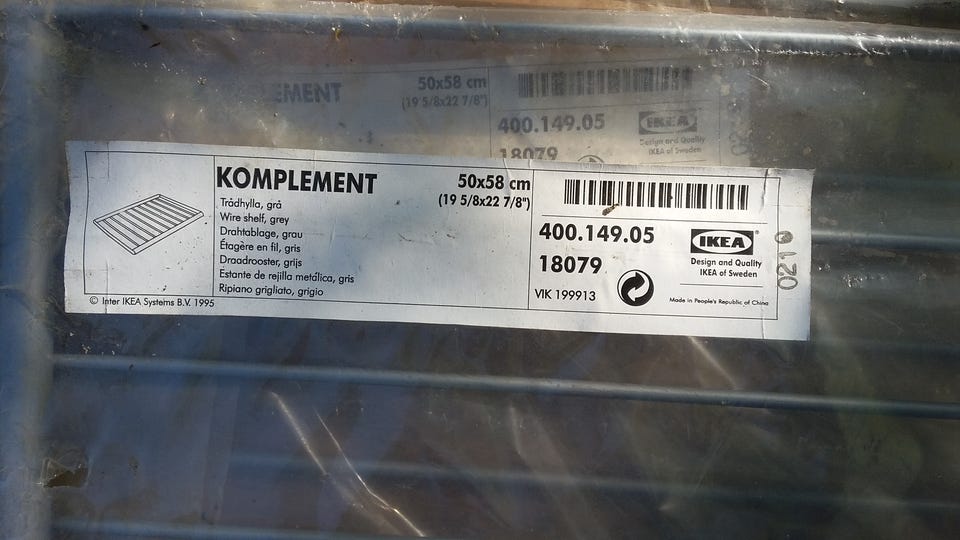 EMENT
50x58 cm
(19 5/8x22 7/8")
400.149.05
IKEA
Design and Quality
IKEA of Sweden
18079
KOMPLEMENT
50x58 cm
(19 5/8x22 7/8")
Trådhylla, grå
Wire shelf, grey
Drahtablage, grau
Étagère en fil, gris
Draadrooster, grijs
Estante de rejilla metálica, gris
Ripiano grigliato, grigio
© Inter IKEA Systems B.V. 1995
400.149.05
18079
VIK 199913
IKEA
Design and Quality
IKEA of Sweden
Made in People's Republic of China